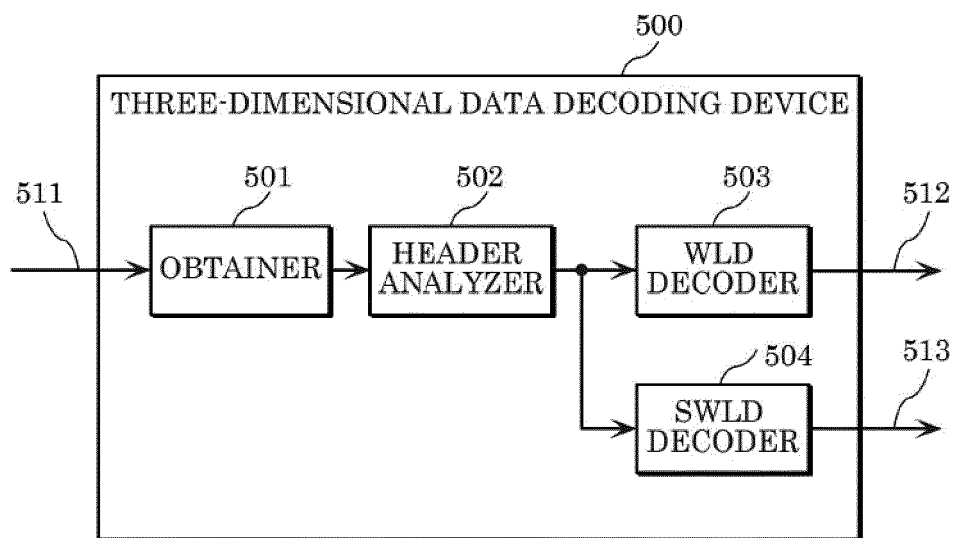 500
THREE-DIMENSIONAL DATA DECODING DEVICE
511
501
502
503
512
OBTAINER
HEADER
ANALYZER
WLD
DECODER
504
513
SWLD
DECODER